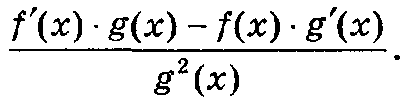 f′(x) · g(x) – f(x) · g′(x)
g²(x) .